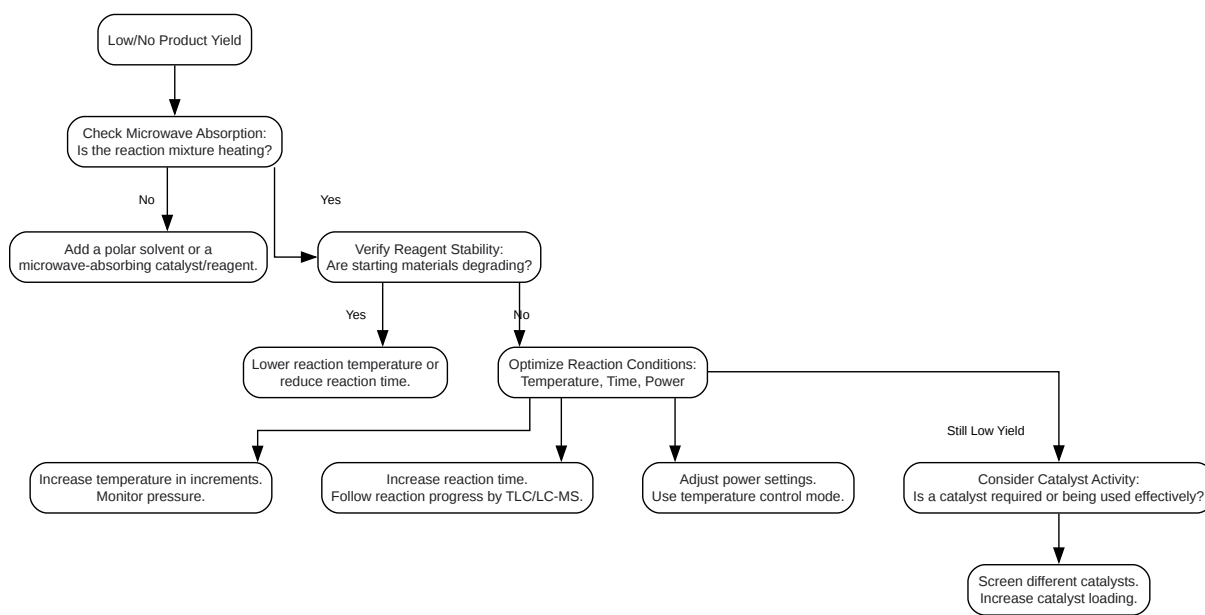 Low/No Product Yield
Check Microwave Absorption:
Is the reaction mixture heating?
No
Yes
Add a polar solvent or a
microwave-absorbing catalyst/reagent.
Verify Reagent Stability:
Are starting materials degrading?
Yes
No
Lower reaction temperature or
reduce reaction time.
Optimize Reaction Conditions:
Temperature, Time, Power
Still Low Yield
Increase temperature in increments.
Monitor pressure.
Increase reaction time.
Follow reaction progress by TLC/LC-MS.
Adjust power settings.
Use temperature control mode.
Consider Catalyst Activity:
Is a catalyst required or being used effectively?
Screen different catalysts.
Increase catalyst loading.